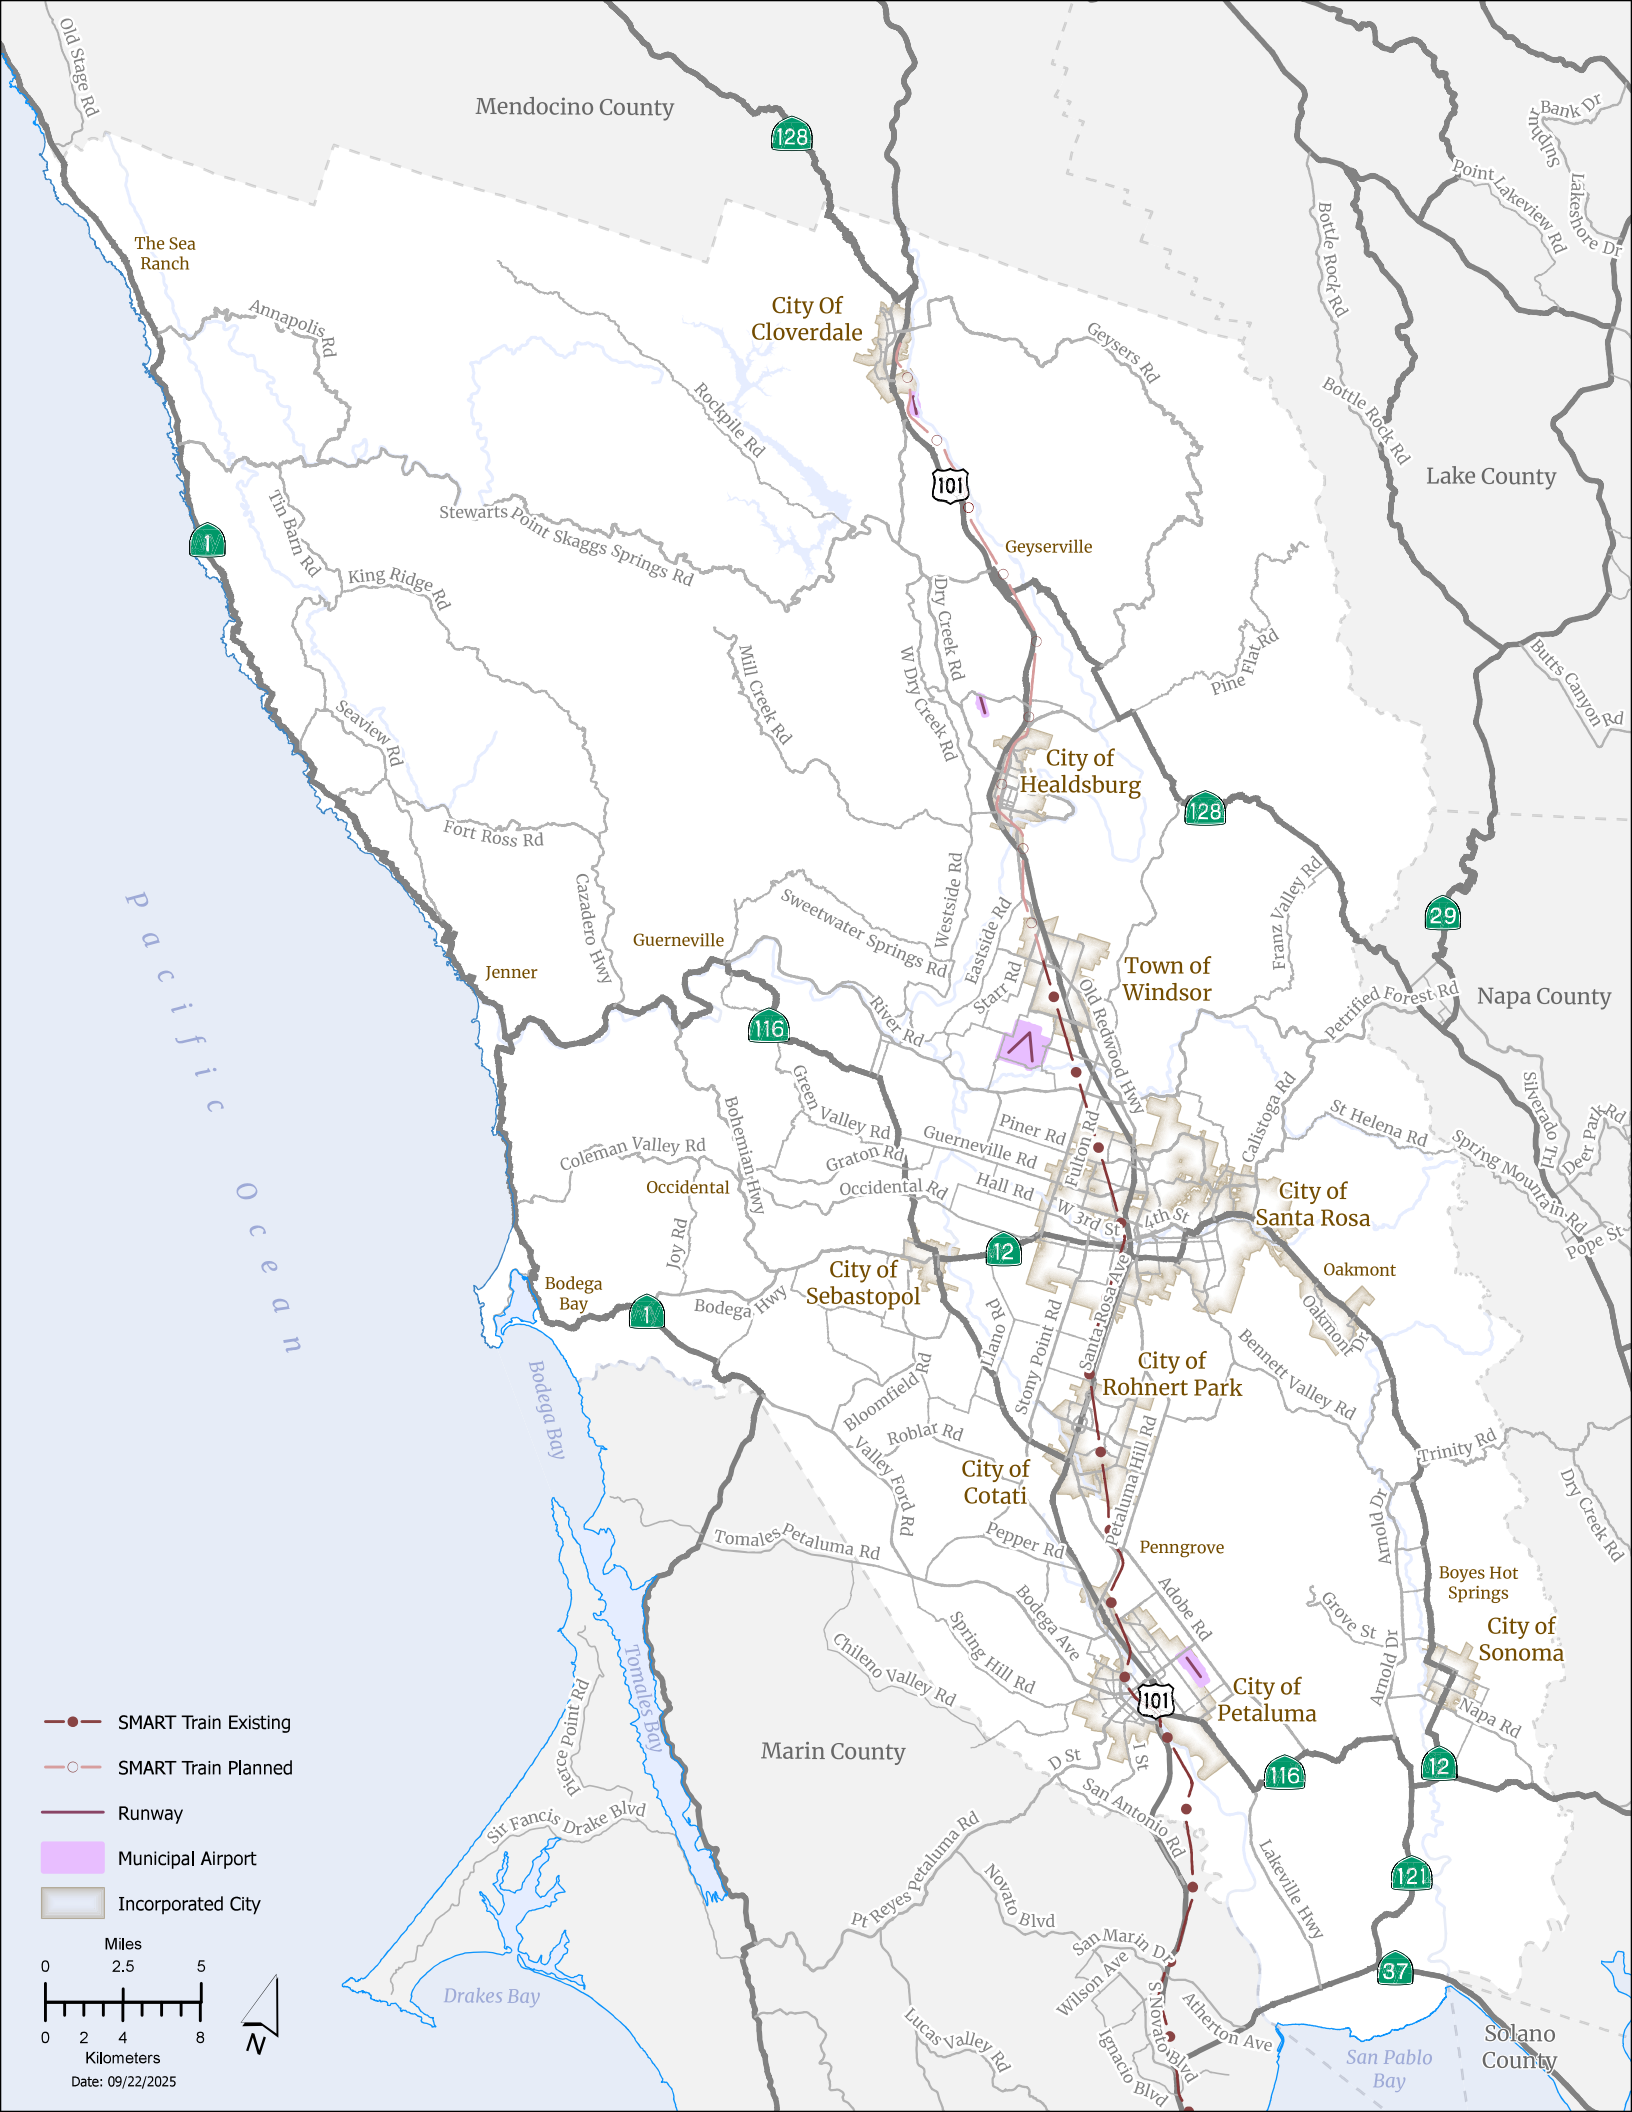 Old Stage Rd
Mendocino County
128
Bank Dr
Sulphur
Point Lakeview Rd
Lakeshore Dr
The Sea
Ranch
Annapolis Rd
City Of
Cloverdale
Geysers Rd
Bottle Rock Rd
Bottle Rock Rd
Rockpile Rd
Lake County
101
1
Tin Barn Rd
Stewarts Point Skaggs Springs Rd
Geyserville
King Ridge Rd
Dry Creek Rd
Pine Flat Rd
Butts Canyon Rd
Mill Creek Rd
W Dry Creek Rd
Seaview Rd
City of
Healdsburg
128
Fort Ross Rd
Cazadero Hwy
Westside Rd
Sweetwater Springs Rd
Eastside Rd
Franz Valley Rd
29
Guerneville
Jenner
Starr Rd
Town of
Windsor
Napa County
Petrified Forest Rd
Pacific Ocean
116
River Rd
Old Redwood Hwy
Green Valley Rd
Bohemian Hwy
Piner Rd
Fulton Rd
Calistoga Rd
St Helena Rd
Silverado Trl
Deer Park Rd
Spring Mountain Rd
Pope St
Coleman Valley Rd
Graton Rd
Guerneville Rd
Occidental
Occidental Rd
Hall Rd
W 3rd St
4th St
City of
Santa Rosa
Joy Rd
12
Oakmont
Oakmont Dr
Bodega
Bay
1
Bodega Hwy
City of
Sebastopol
Llano Rd
Stony Point Rd
Santa Rosa Ave
Bennett Valley Rd
City of
Rohnert Park
Bodega Bay
Bloomfield Rd
Roblar Rd
Valley Ford Rd
City of
Cotati
Petaluma Hill Rd
Trinity Rd
Dry Creek Rd
Arnold Dr
Tomales Petaluma Rd
Pepper Rd
Penngrove
Adobe Rd
Boyes Hot
Springs
Grove St
City of
Sonoma
Bodega Ave
Spring Hill Rd
Chileno Valley Rd
Arnold Dr
Tomales Bay
Pierce Point Rd
101
City of
Petaluma
Napa Rd
Marin County
D St
I St
116
12
San Antonio Rd
Sir Fancis Drake Blvd
Pt Reyes Petaluma Rd
Lakeville Hwy
121
Novato Blvd
San Marin Dr
37
Wilson Ave
S Novato Blvd
Atherton Ave
Drakes Bay
Lucas Valley Rd
Ignacio Blvd
San Pablo
Bay
Solano
County
SMART Train Existing
SMART Train Planned
Runway
Municipal Airport
Incorporated City
Miles
0 2.5 5
0 2 4 8
Kilometers
N
Date: 09/22/2025